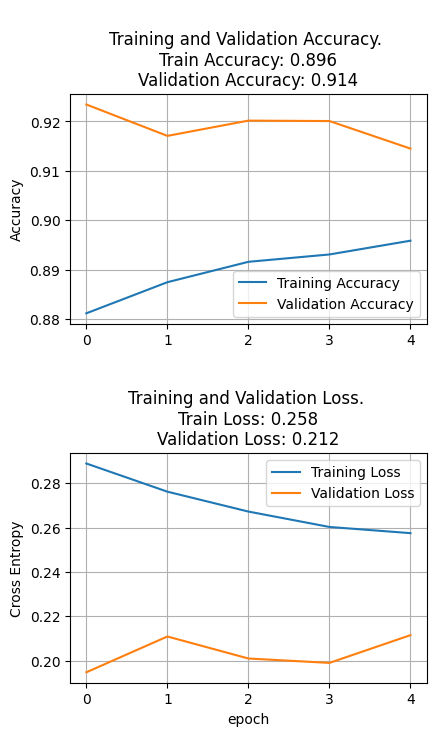 Training and Validation Accuracy.
Train Accuracy: 0.896
Validation Accuracy: 0.914
0.92
0.91
0.90
0.89
0.88
Accuracy
Training Accuracy
Validation Accuracy
0 1 2 3 4
Training and Validation Loss.
Train Loss: 0.258
Validation Loss: 0.212
Training Loss
Validation Loss
0.28
0.26
0.24
0.22
0.20
Cross Entropy
0 1 2 3 4
epoch